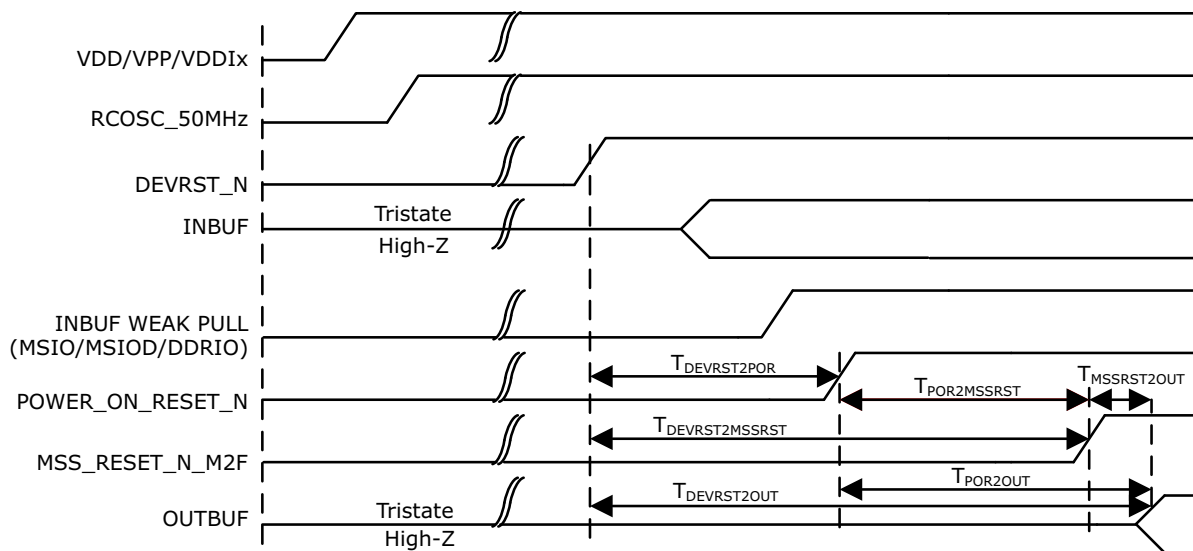 VDD/VPP/VDDIx
RCOSC_50MHz
DEVRST_N
INBUF
Tristate
High-Z
INBUF WEAK PULL
(MSIO/MSIOD/DDRIO)
TDEVRST2POR
TPOR2MSSRST
TMSSRST2OUT
POWER_ON_RESET_N
TDEVRST2MSSRST
MSS_RESET_N_M2F
TPOR2OUT
TDEVRST2OUT
OUTBUF
Tristate
High-Z